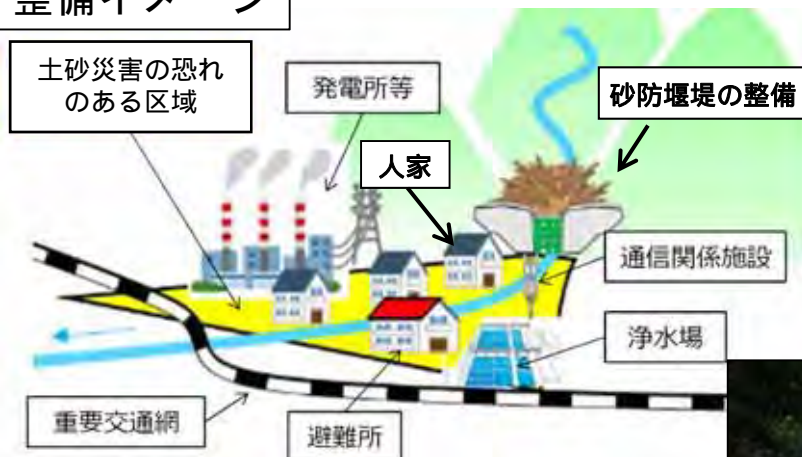 整備イメージ
土砂災害の恐れ
のある区域
発電所等
砂防堰堤の整備
人家
通信関係施設
浄水場
重要交通網
避難所